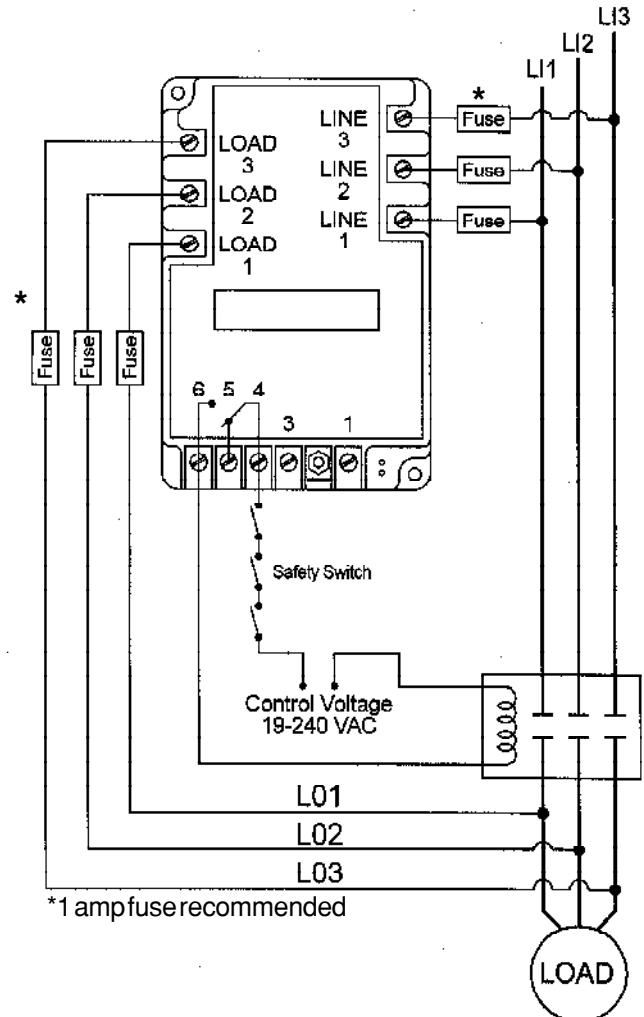 LI3
LI2
LI1
*
LINE
3
Fuse
LOAD
3
LINE
2
Fuse
LOAD
2
LINE
1
Fuse
LOAD
1
*
Fuse
Fuse
Fuse
6 5 4
3 1
Safety Switch
Control Voltage
19-240 VAC
L01
L02
L03
*1 amp fuse recommended
LOAD